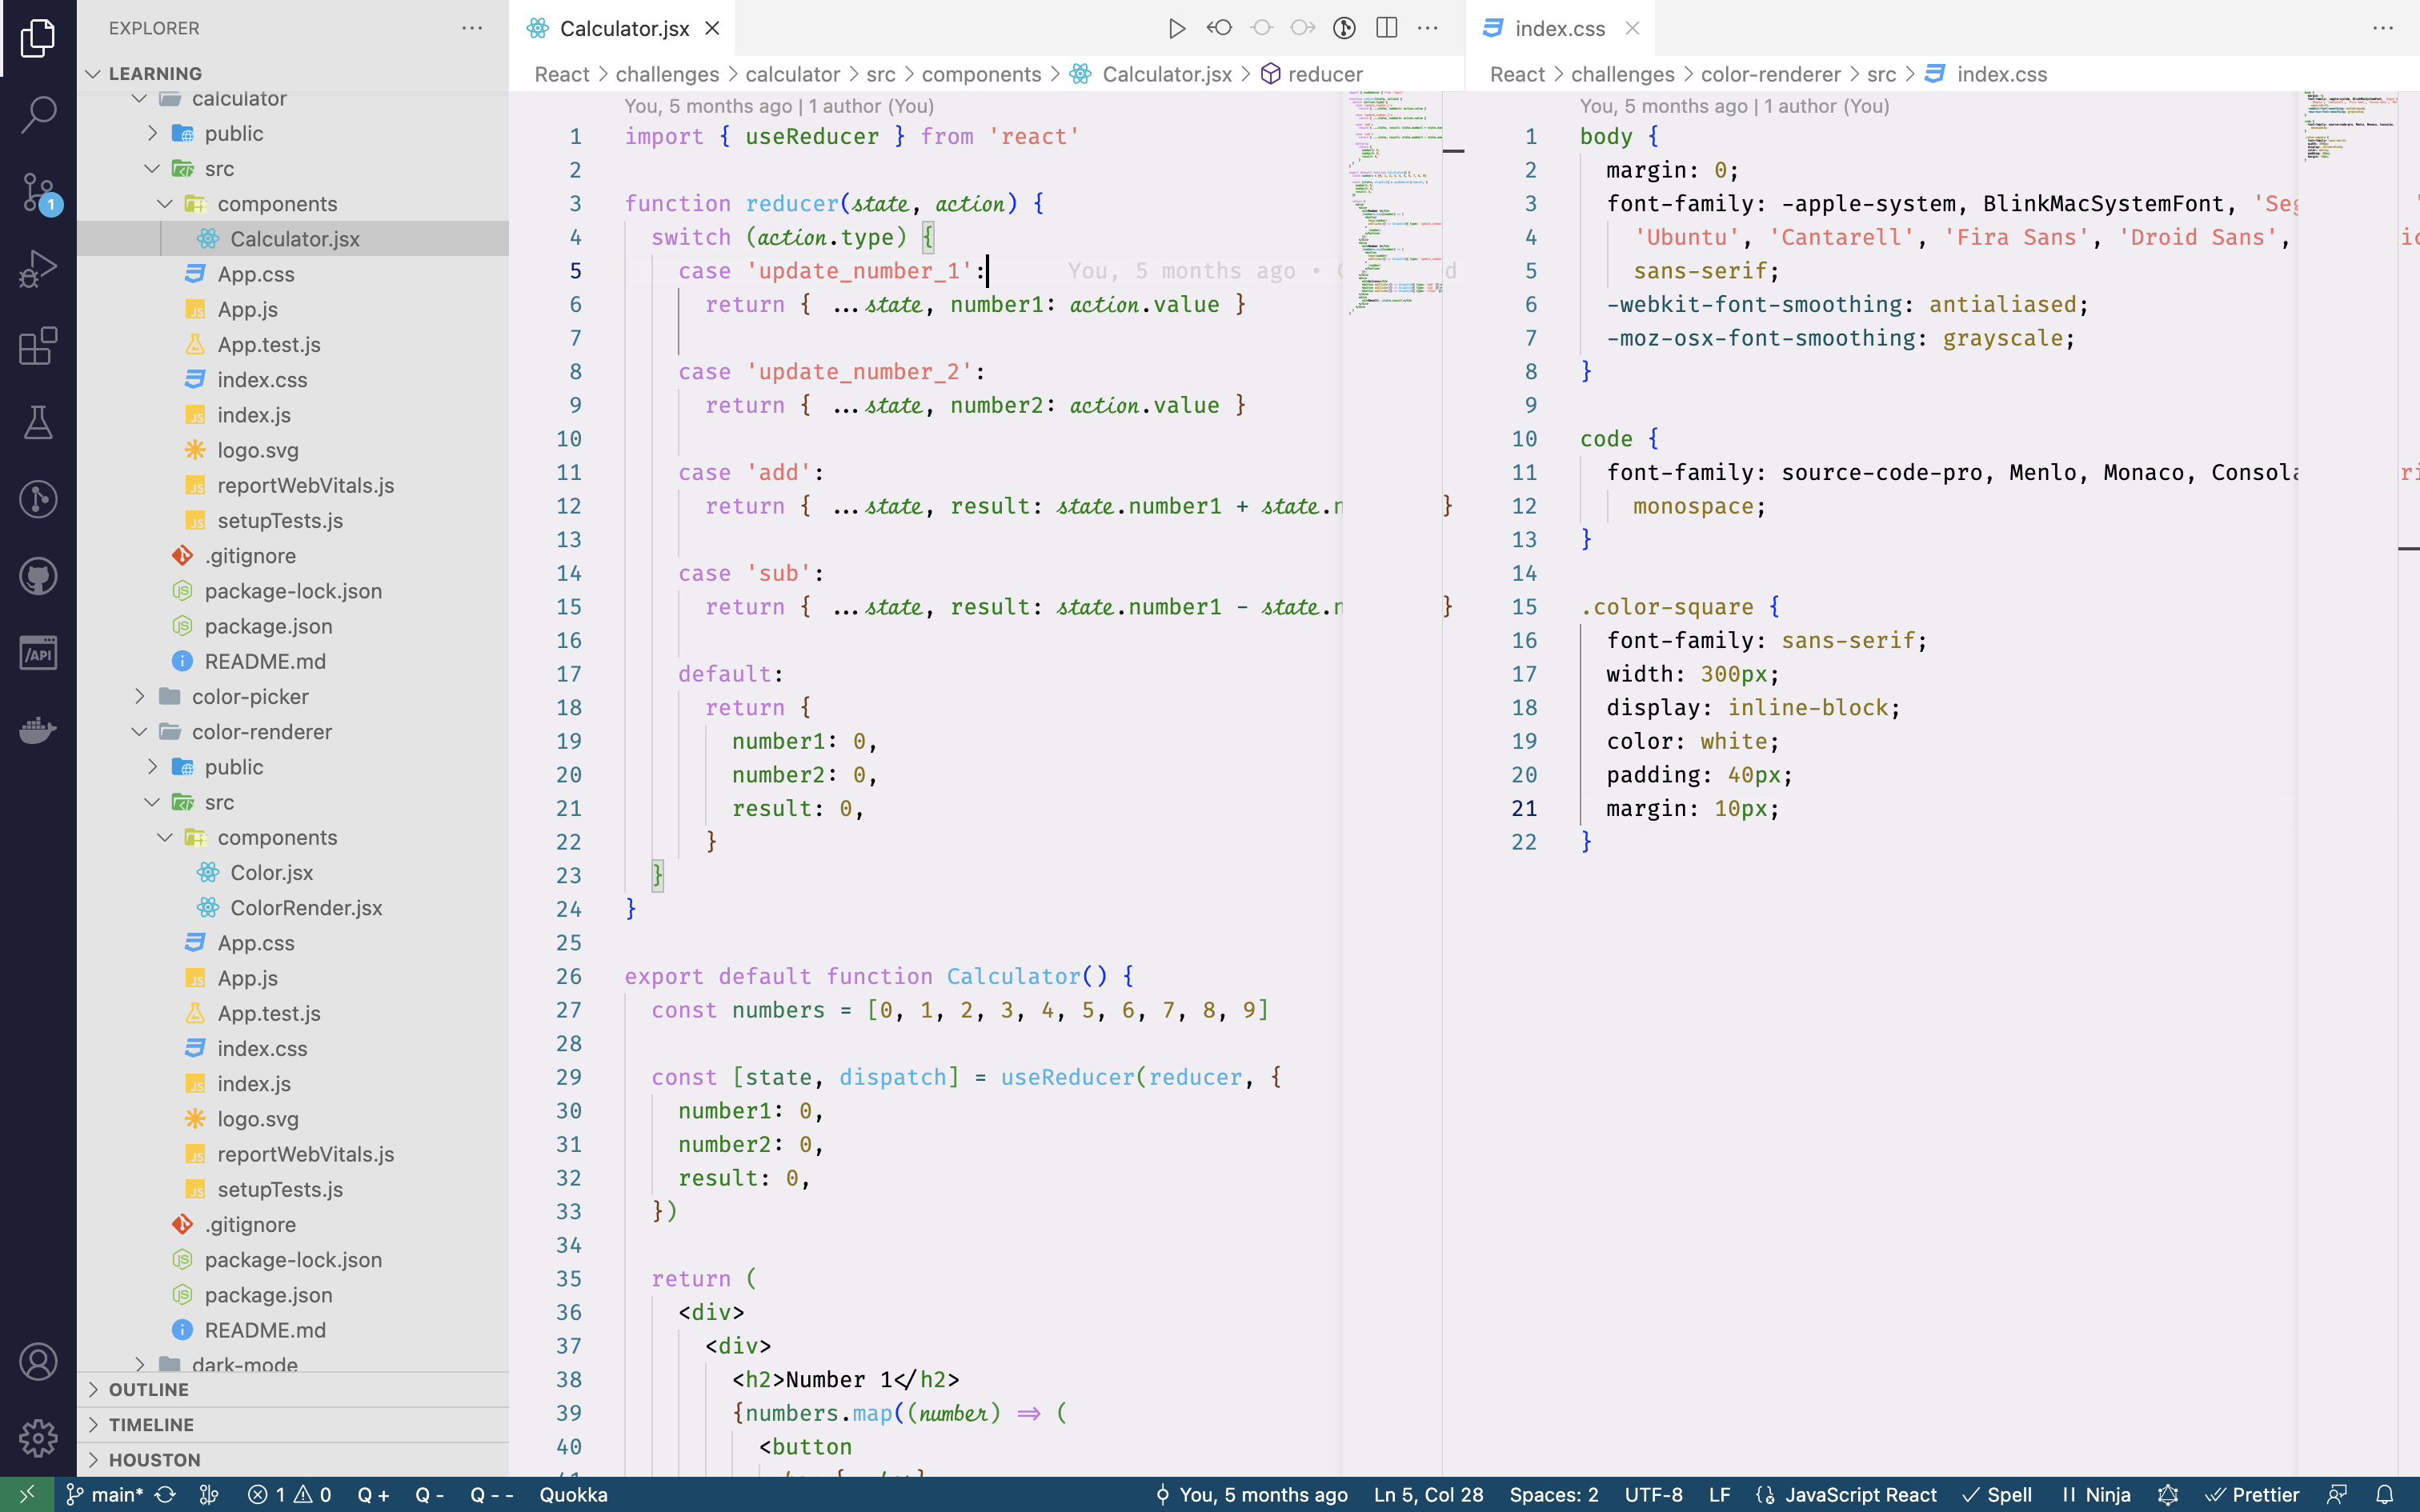 EXPLORER
LEARNING
calculator
public
src
components
Calculator.jsx
App.css
App.js
App.test.js
index.css
index.js
logo.svg
reportWebVitals.js
setupTests.js
.gitignore
package-lock.json
package.json
README.md
color-picker
color-renderer
public
src
components
Color.jsx
ColorRender.jsx
App.css
App.js
App.test.js
index.css
index.js
logo.svg
reportWebVitals.js
setupTests.js
.gitignore
package-lock.json
package.json
README.md
dark-mode
OUTLINE
TIMELINE
HOUSTON
1
/API
Calculator.jsx
React > challenges > calculator > src > components > Calculator.jsx > reducer
You, 5 months ago | 1 author (You)
1 import { useReducer } from 'react'
2
3 function reducer(state, action) {
4 switch (action.type) {
5 case 'update_number_1': You, 5 months ago •
6 return { ...state, number1: action.value }
7
8 case 'update_number_2':
9 return { ...state, number2: action.value }
10
11 case 'add':
12 return { ...state, result: state.number1 + state.n }
13
14 case 'sub':
15 return { ...state, result: state.number1 - state.n }
16
17 default:
18 return {
19 number1: 0,
20 number2: 0,
21 result: 0,
22 }
23 }
24 }
25
26 export default function Calculator() {
27 const numbers = [0, 1, 2, 3, 4, 5, 6, 7, 8, 9]
28
29 const [state, dispatch] = useReducer(reducer, {
30 number1: 0,
31 number2: 0,
32 result: 0,
33 })
34
35 return (
36 <div>
37 <div>
38 <h2>Number 1</h2>
39 {numbers.map((number) => (
40 <button
index.css
React > challenges > color-renderer > src > index.css
You, 5 months ago | 1 author (You)
1 body {
2 margin: 0;
3 font-family: -apple-system, BlinkMacSystemFont, 'Seg
4 'Ubuntu', 'Cantarell', 'Fira Sans', 'Droid Sans',
5 sans-serif;
6 -webkit-font-smoothing: antialiased;
7 -moz-osx-font-smoothing: grayscale;
8 }
9
10 code {
11 font-family: source-code-pro, Menlo, Monaco, Consola
12 monospace;
13 }
14
15 .color-square {
16 font-family: sans-serif;
17 width: 300px;
18 display: inline-block;
19 color: white;
20 padding: 40px;
21 margin: 10px;
22 }
main* 1 0 Q + Q - Q - - Quokka You, 5 months ago Ln 5, Col 28 Spaces: 2 UTF-8 LF JavaScript React Spell Ninja Prettier